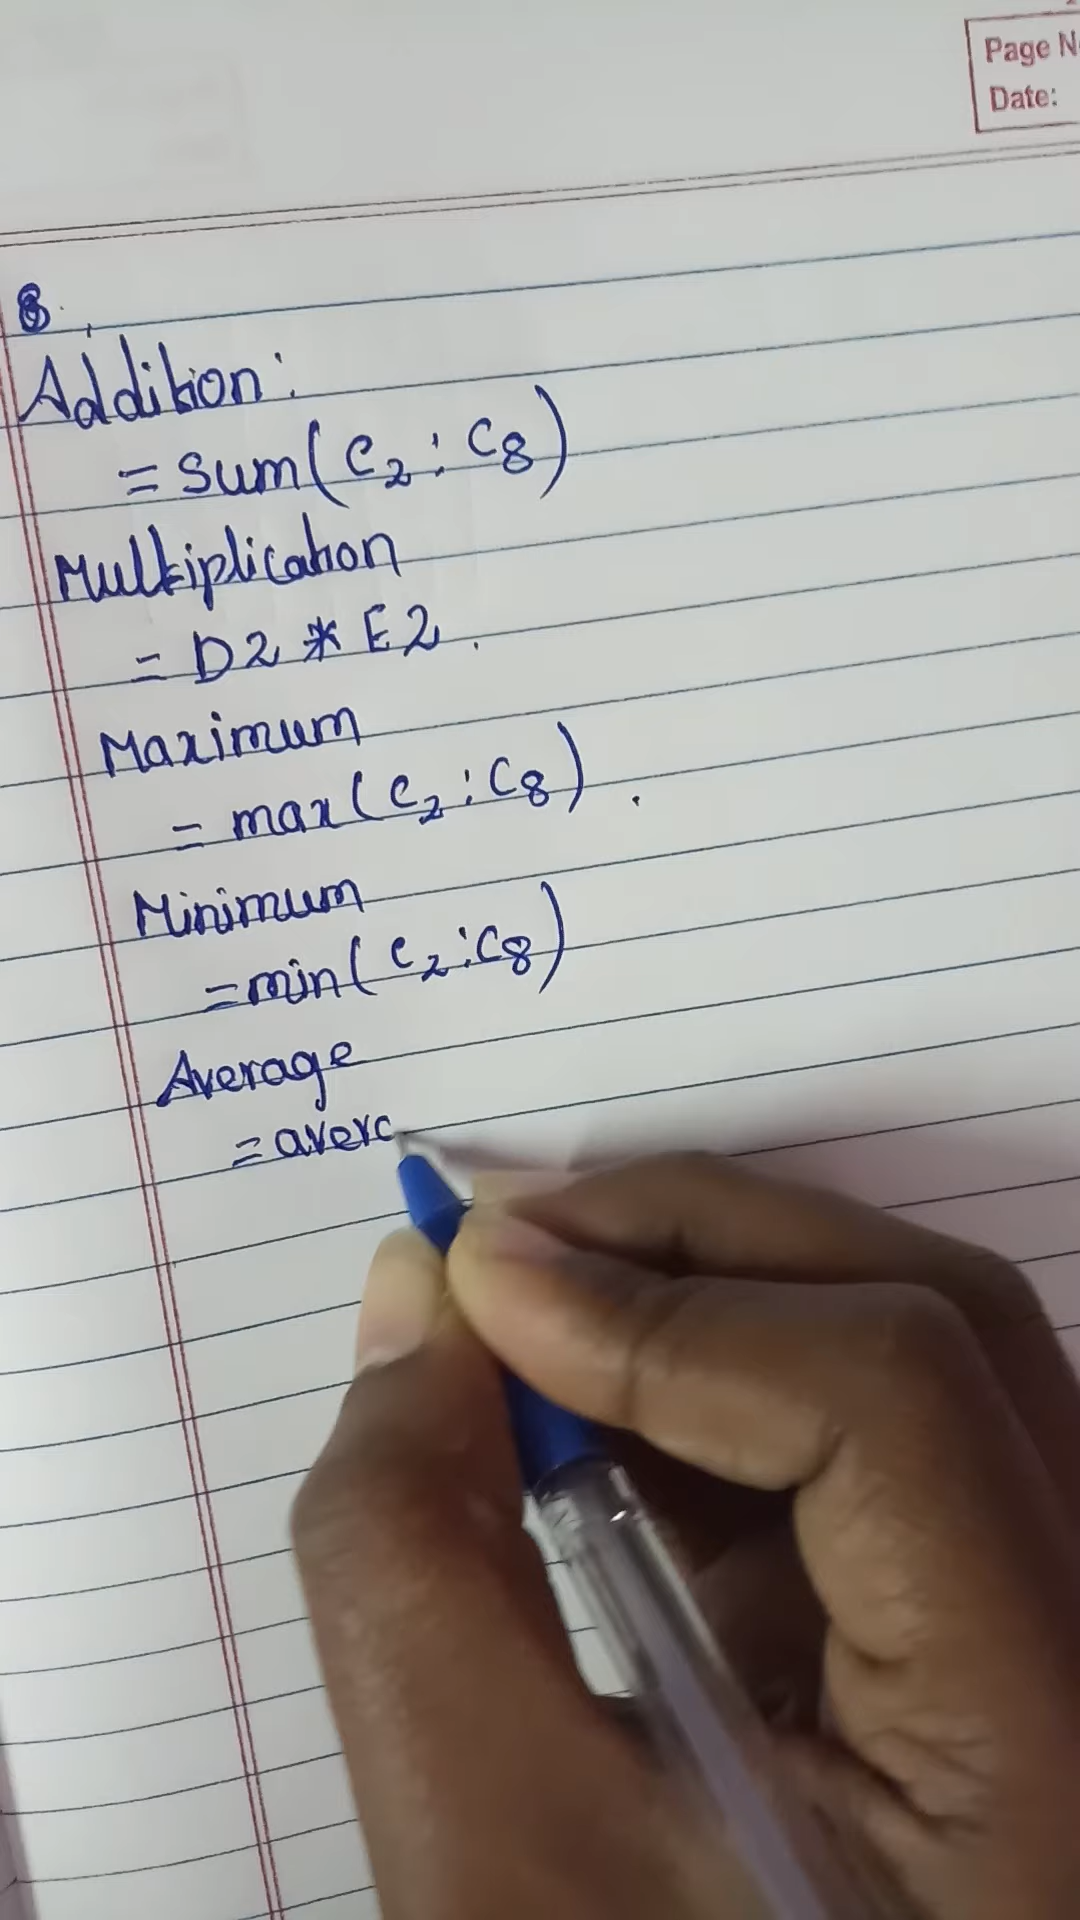 Page N
Date:
8.
Addition:
= sum(C2:C8)
Multiplication
= D2 * E2.
Maximum
= max(C2:C8).
Minimum
=min(C2:C8)
Average
= avera